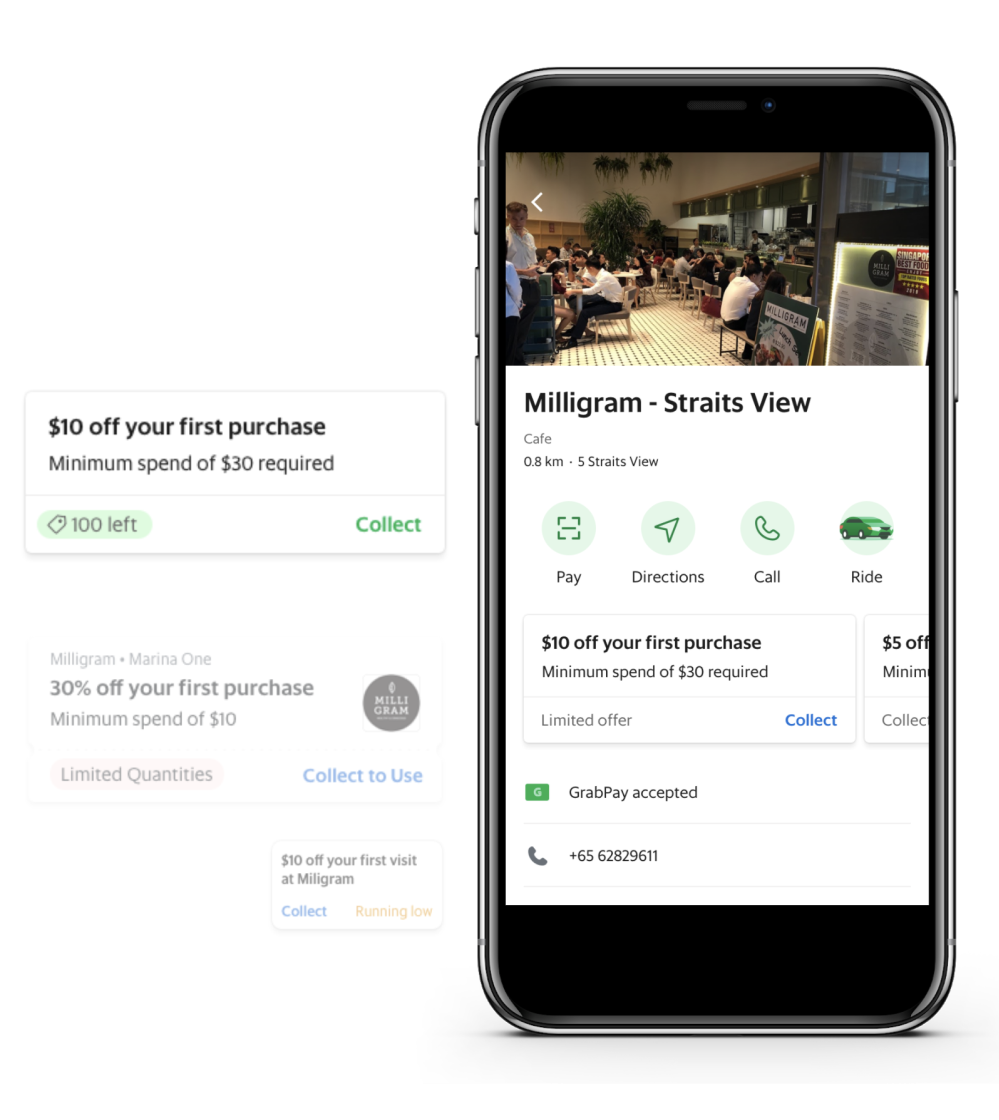 $10 off your first purchase
Minimum spend of $30 required
100 left
Collect
Milligram • Marina One
30% off your first purchase
Minimum spend of $10
MILLI
GRAM
Limited Quantities
Collect to Use
$10 off your first visit
at Miligram
Collect
Running low
MILLI
GRAM
SINGAPOR
BEST FOOD
2018
MILLIGRAM
Milligram - Straits View
Cafe
0.8 km · 5 Straits View
Pay
Directions
Call
Ride
$10 off your first purchase
Minimum spend of $30 required
Limited offer
Collect
$5 off
Minim
Collect
G
GrabPay accepted
+65 62829611